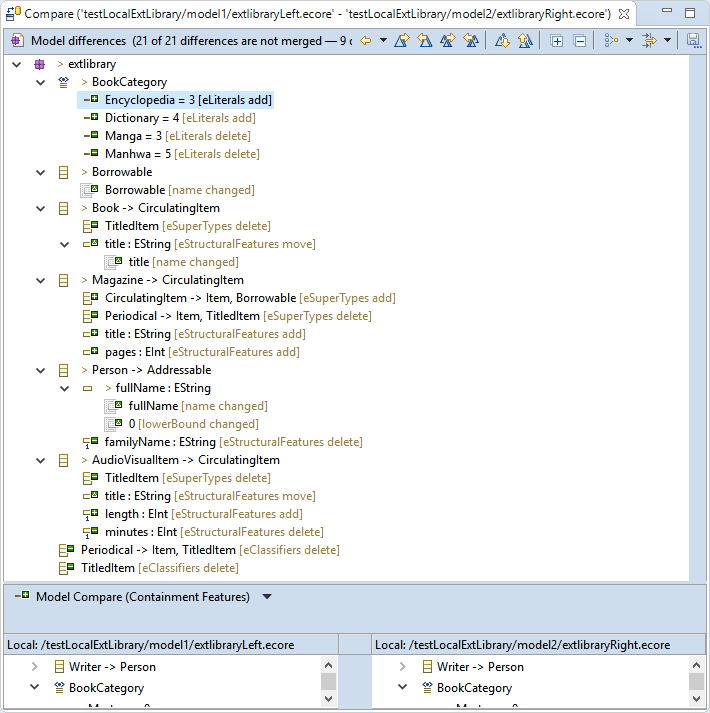 Compare ('testLocalExtLibrary/model1/extlibraryLeft.ecore' - 'testLocalExtLibrary/model2/extlibraryRight.ecore')
Model differences (21 of 21 differences are not merged — 9 c
> extlibrary
> BookCategory
Encyclopedia = 3 [eLiterals add]
Dictionary = 4 [eLiterals add]
Manga = 3 [eLiterals delete]
Manhwa = 5 [eLiterals delete]
> Borrowable
Borrowable [name changed]
> Book -> CirculatingItem
TitledItem [eSuperTypes delete]
title : EString [eStructuralFeatures move]
title [name changed]
> Magazine -> CirculatingItem
CirculatingItem -> Item, Borrowable [eSuperTypes add]
Periodical -> Item, TitledItem [eSuperTypes delete]
title : EString [eStructuralFeatures add]
pages : EInt [eStructuralFeatures add]
> Person -> Addressable
> fullName : EString
fullName [name changed]
0 [lowerBound changed]
familyName : EString [eStructuralFeatures delete]
> AudioVisualItem -> CirculatingItem
TitledItem [eSuperTypes delete]
title : EString [eStructuralFeatures move]
length : EInt [eStructuralFeatures add]
minutes : EInt [eStructuralFeatures delete]
Periodical -> Item, TitledItem [eClassifiers delete]
TitledItem [eClassifiers delete]
Model Compare (Containment Features)
Local: /testLocalExtLibrary/model1/extlibraryLeft.ecore
Local: /testLocalExtLibrary/model2/extlibraryRight.ecore
Writer -> Person
Writer -> Person
BookCategory
BookCategory